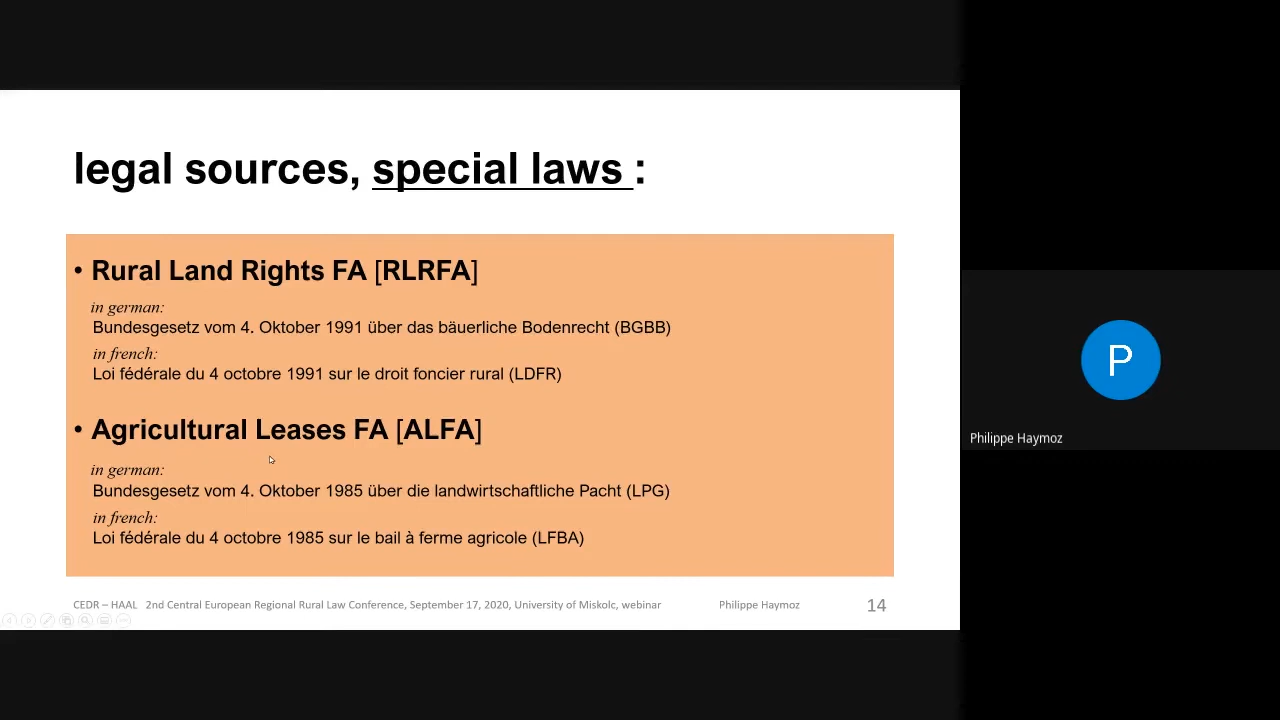 legal sources, special laws :
• Rural Land Rights FA [RLRFA]
in german:
Bundesgesetz vom 4. Oktober 1991 über das bäuerliche Bodenrecht (BGBB)
in french:
Loi fédérale du 4 octobre 1991 sur le droit foncier rural (LDFR)
• Agricultural Leases FA [ALFA]
in german:
Bundesgesetz vom 4. Oktober 1985 über die landwirtschaftliche Pacht (LPG)
in french:
Loi fédérale du 4 octobre 1985 sur le bail à ferme agricole (LFBA)
CEDR – HAAL 2nd Central European Regional Rural Law Conference, September 17, 2020, University of Miskolc, webinar Philippe Haymoz 14
P
Philippe Haymoz